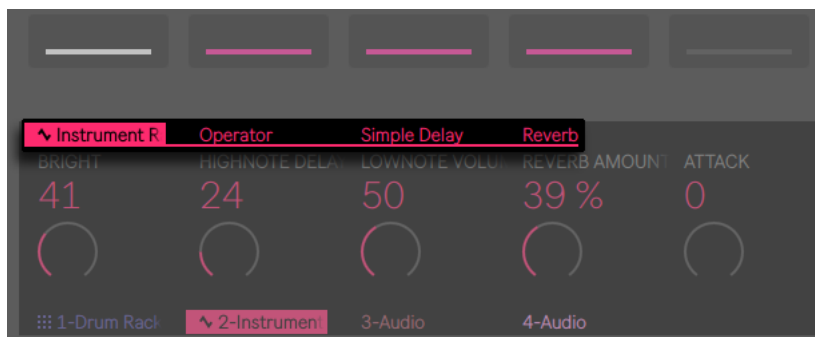 Instrument R Operator Simple Delay Reverb
BRIGHT HIGHNOTE DELA LOWNOTE VOLU REVERB AMOUNT ATTACK
41 24 50 39 % 0
1-Drum Rack 2-Instrument 3-Audio 4-Audio